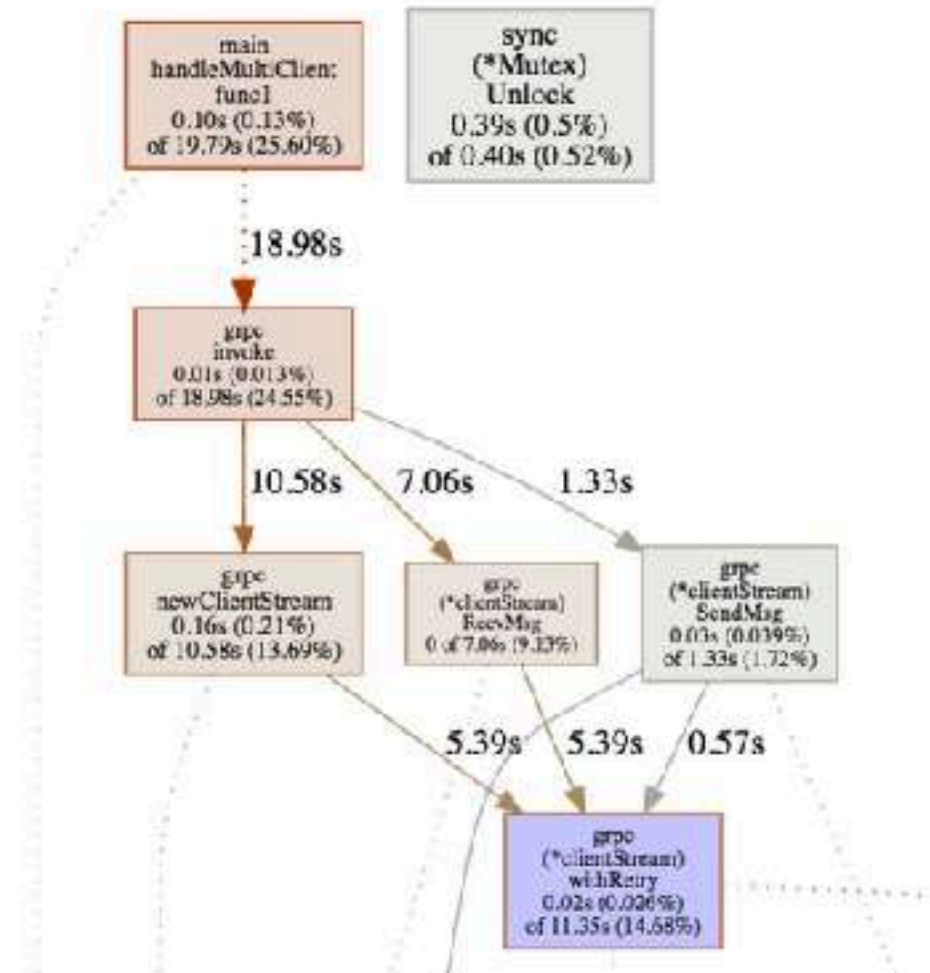 main
handleMultiClient
func1
0.10s (0.13%)
of 19.79s (25.60%)
sync
(*Mutex)
Unlock
0.39s (0.5%)
of 0.40s (0.52%)
18.98s
grpc
invoke
0.01s (0.013%)
of 18.98s (24.55%)
10.58s
7.06s
1.33s
grpc
newClientStream
0.16s (0.21%)
of 10.58s (13.69%)
grpc
(*clientStream)
RecvMsg
0 of 7.06s (9.13%)
grpc
(*clientStream)
SendMsg
0.03s (0.039%)
of 1.33s (1.72%)
5.39s
5.39s
0.57s
grpc
(*clientStream)
withRetry
0.02s (0.026%)
of 11.35s (14.68%)